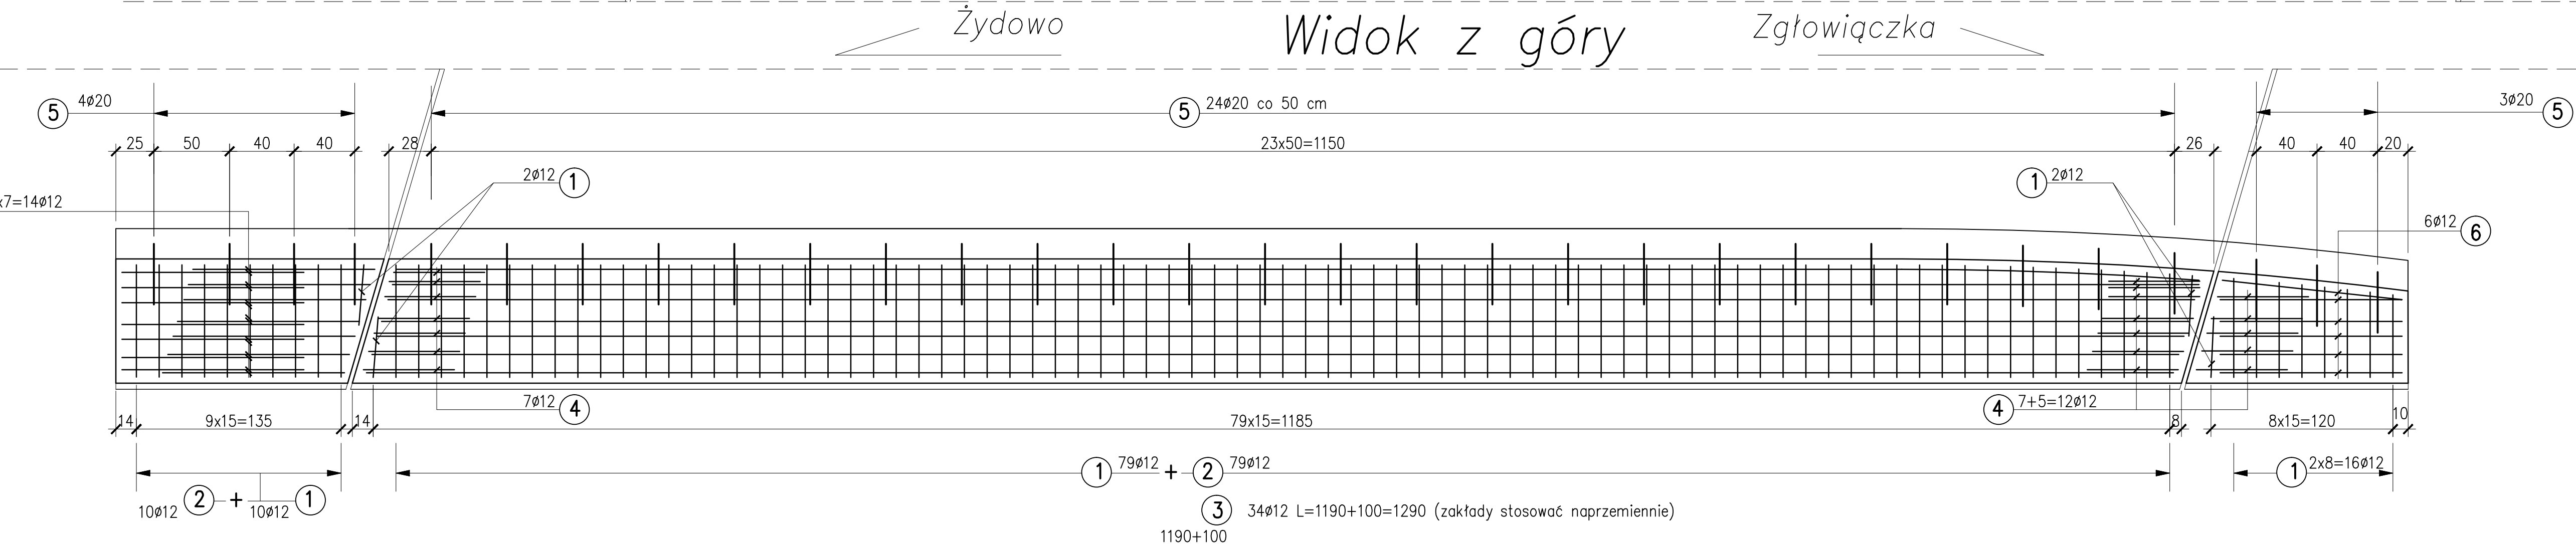 Żydowo
Widok z góry
Zgłowiączka
5 4ø20
5 24ø20 co 50 cm
3ø20 5
25 50 40 40 28 23x50=1150 26 40 40 20
2ø12 1
1 2ø12
x7=14ø12
6ø12 6
7ø12 4
4 7+5=12ø12
14 9x15=135 14 79x15=1185 8 8x15=120 10
1 79ø12 + 2 79ø12
1 2x8=16ø12
10ø12 2 + 10ø12 1
3 34ø12 L=1190+100=1290 (zakłady stosować naprzemiennie)
1190+100